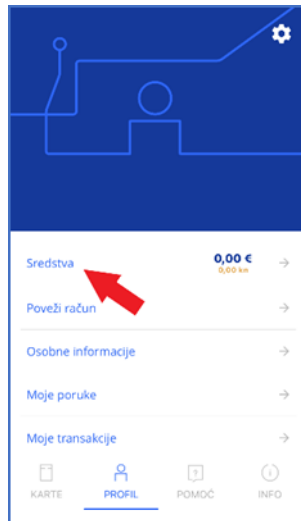 Sredstva 0,00 € →
0,00 kn
Poveži račun →
Osobne informacije →
Moje poruke →
Moje transakcije →
KARTE PROFIL POMOĆ INFO